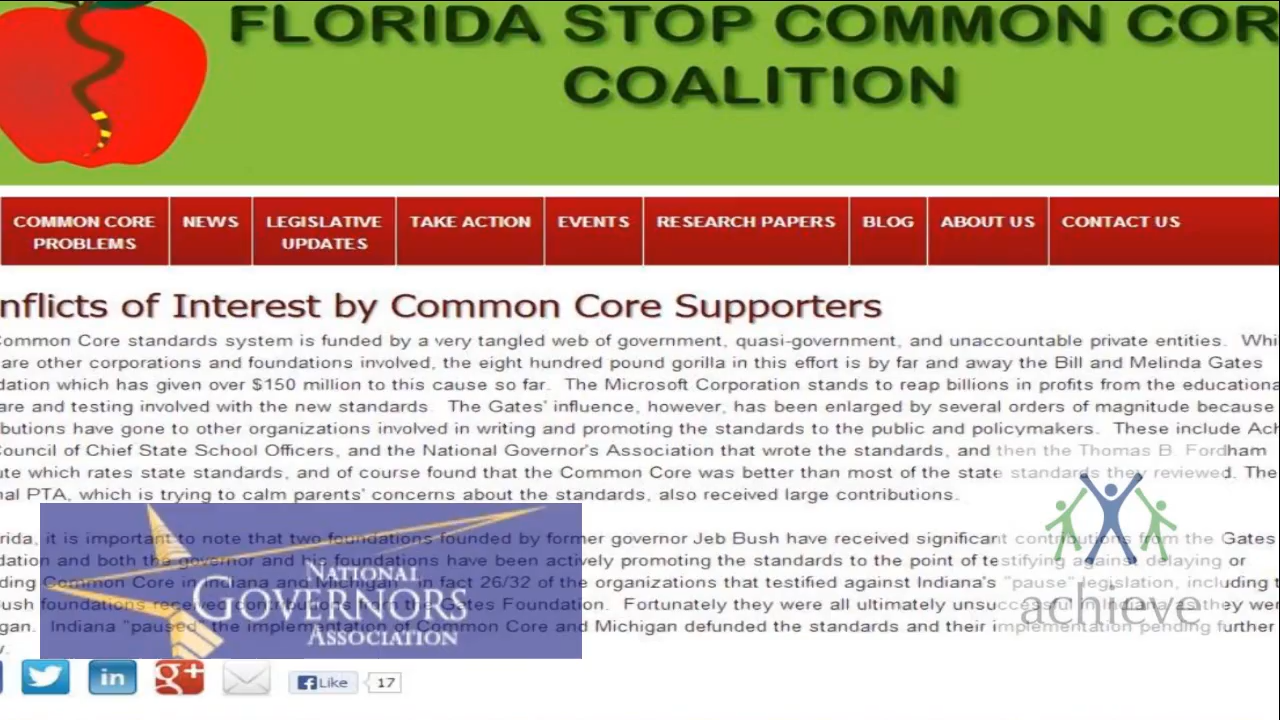 FLORIDA STOP COMMON COR
COALITION
COMMON CORE
PROBLEMS
NEWS
LEGISLATIVE
UPDATES
TAKE ACTION
EVENTS
RESEARCH PAPERS
BLOG
ABOUT US
CONTACT US
nflicts of Interest by Common Core Supporters
Common Core standards system is funded by a very tangled web of government, quasi-government, and unaccountable private entities. Whi
are other corporations and foundations involved, the eight hundred pound gorilla in this effort is by far and away the Bill and Melinda Gates
dation which has given over $150 million to this cause so far. The Microsoft Corporation stands to reap billions in profits from the educationa
are and testing involved with the new standards. The Gates' influence, however, has been enlarged by several orders of magnitude because
ibutions have gone to other organizations involved in writing and promoting the standards to the public and policymakers. These include Ach
Council of Chief State School Officers, and the National Governor's Association that wrote the standards, and then the Thomas B. Fordham
ute which rates state standards, and of course found that the Common Core was better than most of the state standards they reviewed. The
nal PTA, which is trying to calm parents' concerns about the standards, also received large contributions.
rida, it is important to note that two foundations founded by former governor Jeb Bush have received significant contributions from the Gates
dation and both the governor and his foundations have been actively promoting the standards to the point of testifying against delaying or
ding Common Core in Indiana and Michigan in fact 26/32 of the organizations that testified against Indiana's "pause" legislation, including t
ush foundations received contributions from the Gates Foundation. Fortunately they were all ultimately unsuccessful in Indiana as they wer
gan. Indiana "paused" the implementation of Common Core and Michigan defunded the standards and their implementation pending further
w.
NATIONAL
GOVERNORS
ASSOCIATION
achieve
in
g+
f Like
17